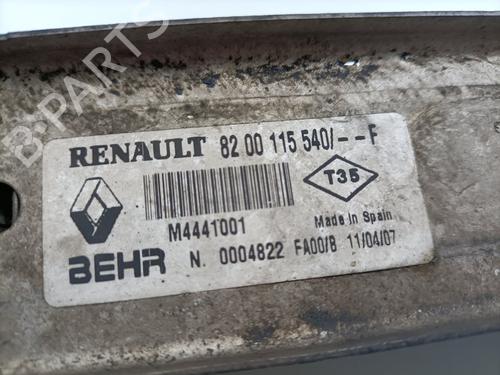 B-PARTS
RENAULT 82 00 115 540/--F
T35
M4441001
Made in Spain
BEHR N. 0004822 FA00/B 11/04/07